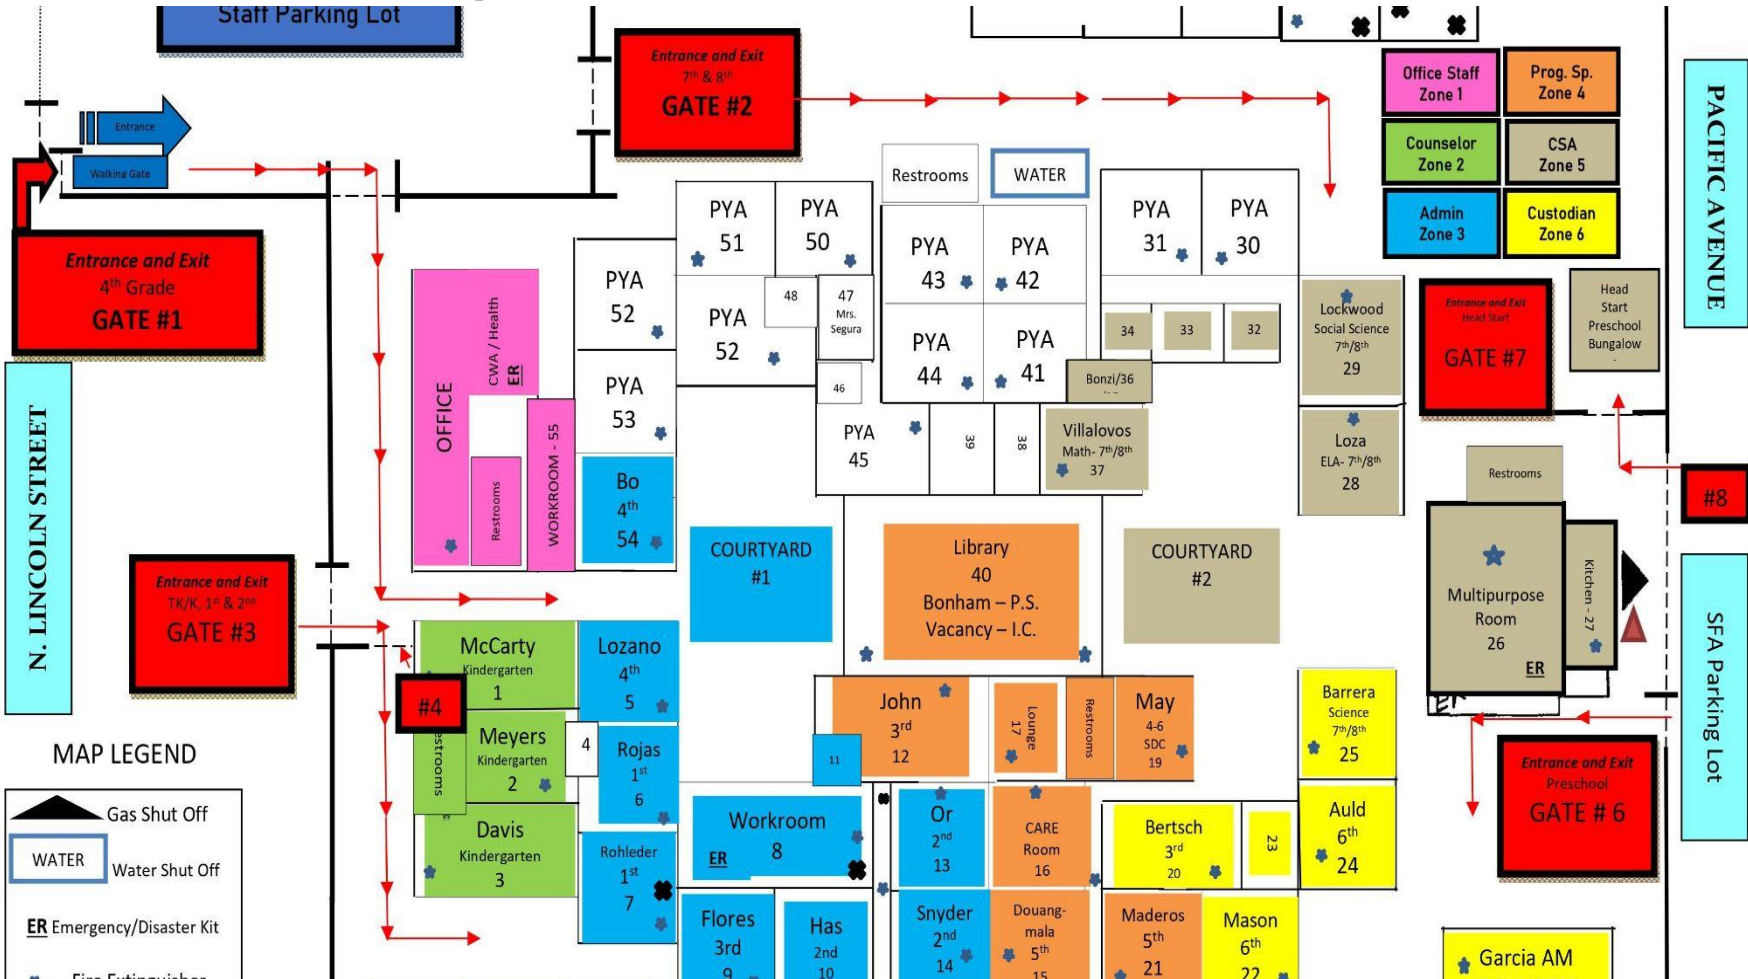 Staff Parking Lot
Entrance
Walking Gate
Entrance and Exit
4th Grade
GATE #1
N. LINCOLN STREET
Entrance and Exit
7th & 8th
GATE #2
Restrooms
WATER
Office Staff
Zone 1
Prog. Sp.
Zone 4
Counselor
Zone 2
CSA
Zone 5
Admin
Zone 3
Custodian
Zone 6
PACIFIC AVENUE
PYA
51
PYA
50
PYA
43
PYA
42
PYA
31
PYA
30
PYA
52
PYA
52
48
47
Mrs.
Segura
PYA
44
PYA
41
34
33
32
Lockwood
Social Science
7th/8th
29
Entrance and Exit
Head Start
GATE #7
Head
Start
Preschool
Bungalow
OFFICE
CWA / Health
ER
Restrooms
WORKROOM - 55
PYA
53
46
Bonzi/36
PYA
45
39
38
Villalovos
Math- 7th/8th
37
Loza
ELA- 7th/8th
28
Restrooms
#8
Bo
4th
54
COURTYARD
#1
Library
40
Bonham – P.S.
Vacancy – I.C.
COURTYARD
#2
Multipurpose
Room
26
ER
Kitchen - 27
SFA Parking Lot
Entrance and Exit
TK/K, 1st & 2nd
GATE #3
#4
McCarty
Kindergarten
1
Lozano
4th
5
Meyers
Kindergarten
2
4
Rojas
1st
6
Davis
Kindergarten
3
Rohleder
1st
7
John
3rd
12
11
Lounge
17
Restrooms
May
4-6
SDC
19
Barrera
Science
7th/8th
25
Entrance and Exit
Preschool
GATE # 6
Workroom
8
ER
Or
2nd
13
CARE
Room
16
Bertsch
3rd
20
23
Auld
6th
24
Flores
3rd
9
Has
2nd
10
Snyder
2nd
14
Douang-
mala
5th
15
Maderos
5th
21
Mason
6th
22
Garcia AM
MAP LEGEND
Gas Shut Off
WATER
Water Shut Off
ER Emergency/Disaster Kit
Fire Extinguisher